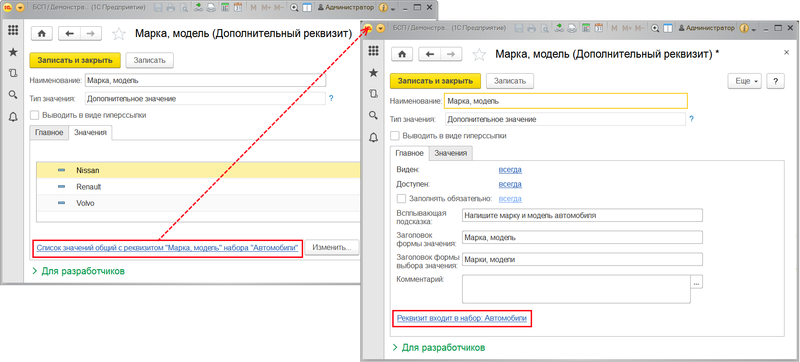 БСП / Демонстра... (1С:Предприятие)
M M+ M-
Администратор
Марка, модель (Дополнительный реквизит)
Записать и закрыть
Записать
Наименование: Марка, модель
Тип значения: Дополнительное значение ?
Выводить в виде гиперссылки
Главное Значения
Nissan
Renault
Volvo
Список значений общий с реквизитом "Марка, модель" набора "Автомобили"
Изменить...
Для разработчиков
БСП / Демонстра... (1С:Предприятие)
M M+ M-
Администратор
Марка, модель (Дополнительный реквизит) *
Записать и закрыть
Записать
Еще
?
Наименование: Марка, модель
Тип значения: Дополнительное значение ?
Выводить в виде гиперссылки
Главное Значения
Виден: всегда
Доступен: всегда
Заполнять обязательно: всегда
Всплывающая
подсказка: Напишите марку и модель автомобиля
Заголовок
формы значения: Марка, модель
Заголовок формы
выбора значения: Марки, модели
Комментарий: ...
Реквизит входит в набор: Автомобили
Для разработчиков